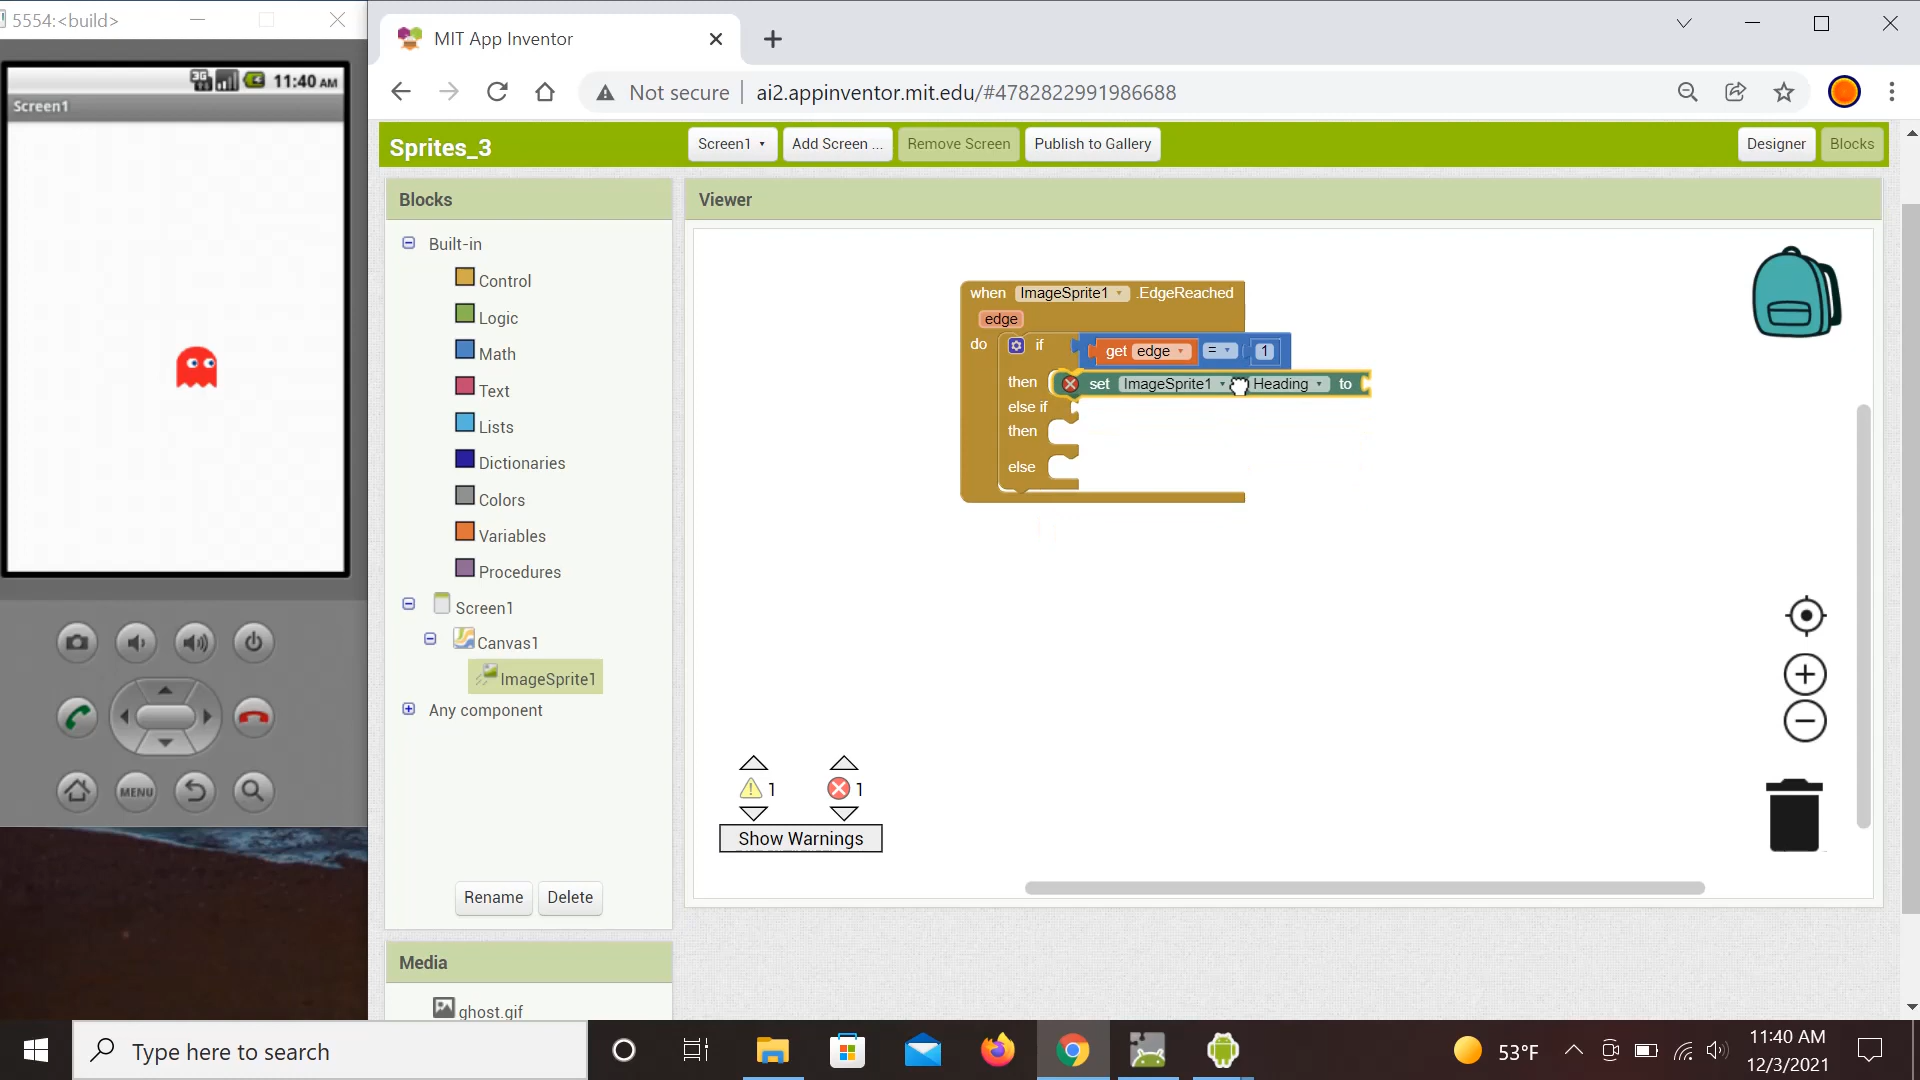 5554:<build>
3G
11:40 AM
Screen1
MENU
MIT App Inventor
Not secure
ai2.appinventor.mit.edu/#4782822991986688
Sprites_3
Screen1
Add Screen ...
Remove Screen
Publish to Gallery
Designer
Blocks
Blocks
Built-in
Control
Logic
Math
Text
Lists
Dictionaries
Colors
Variables
Procedures
Screen1
Canvas1
ImageSprite1
Any component
Rename
Delete
Media
ghost.gif
Viewer
when ImageSprite1 .EdgeReached
edge
do if get edge = 1
then set ImageSprite1 Heading to
else if
then
else
1 1
Show Warnings
Type here to search
53°F
11:40 AM
12/3/2021